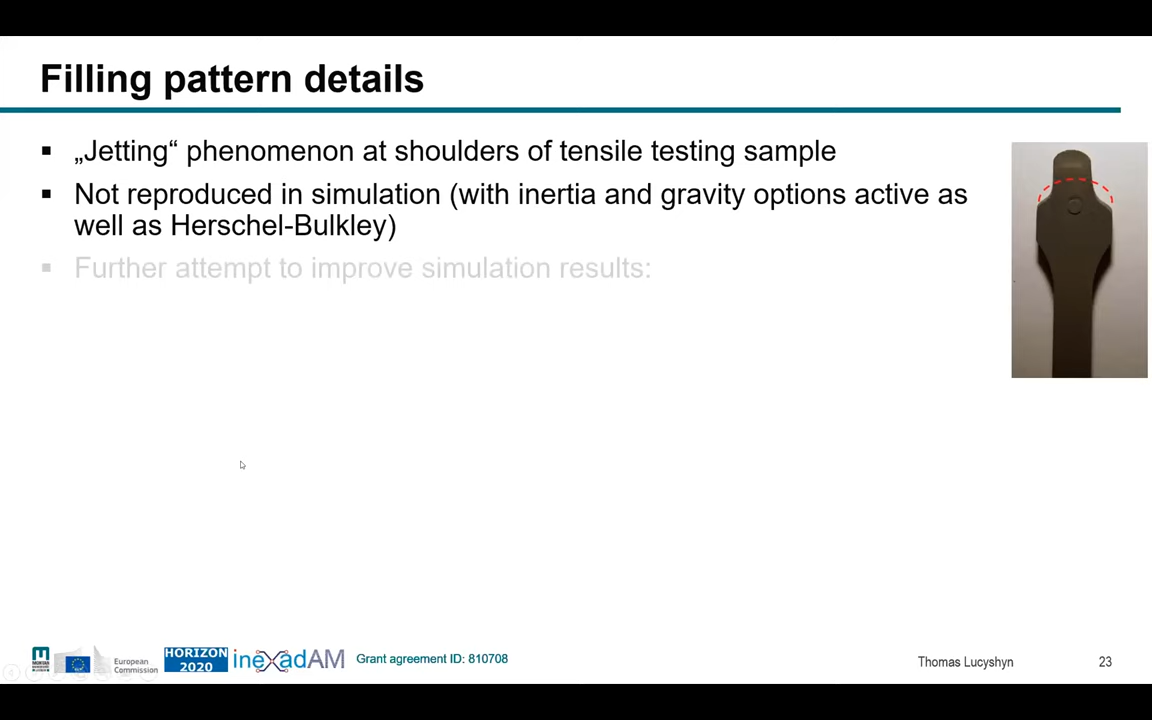 Filling pattern details
▪ „Jetting“ phenomenon at shoulders of tensile testing sample
▪ Not reproduced in simulation (with inertia and gravity options active as
well as Herschel-Bulkley)
▪ Further attempt to improve simulation results:
European
Commission
HORIZON
2020
inexadAM
Grant agreement ID: 810708
Thomas Lucyshyn
23